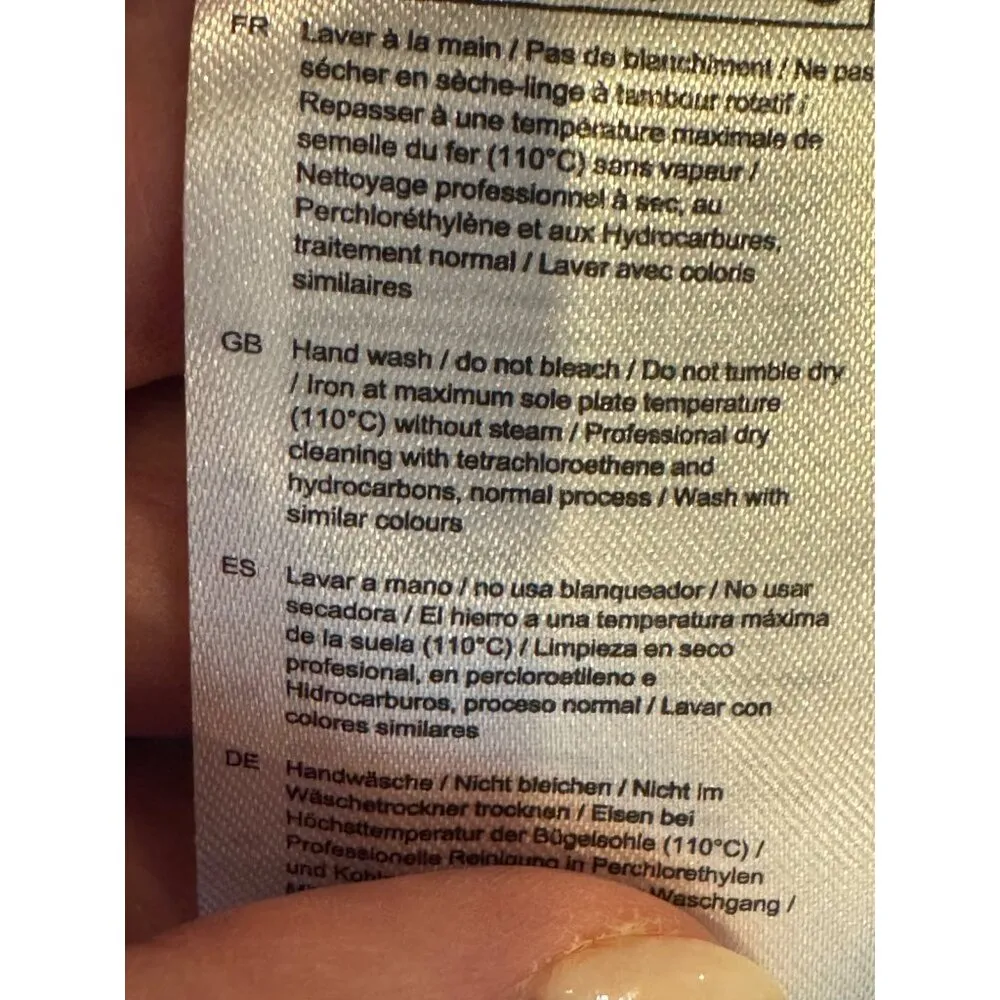 FR Laver à la main / Pas de blanchiment / Ne pas
sécher en sèche-linge à tambour rotatif /
Repasser à une température maximale de
semelle du fer (110°C) sans vapeur /
Nettoyage professionnel à sec, au
Perchloréthylène et aux Hydrocarbures,
traitement normal / Laver avec coloris
similaires
GB Hand wash / do not bleach / Do not tumble dry
/ Iron at maximum sole plate temperature
(110°C) without steam / Professional dry
cleaning with tetrachloroethene and
hydrocarbons, normal process / Wash with
similar colours
ES Lavar a mano / no usa blanqueador / No usar
secadora / El hierro a una temperatura máxima
de la suela (110°C) / Limpieza en seco
profesional, en percloroetileno e
Hidrocarburos, proceso normal / Lavar con
colores similares
DE Handwäsche / Nicht bleichen / Nicht im
Wäschetrockner trocknen / Eisen bei
Höchsttemperatur der Bügelsohle (110°C) /
Professionelle Reinigung in Perchlorethylen
und Waschgang /